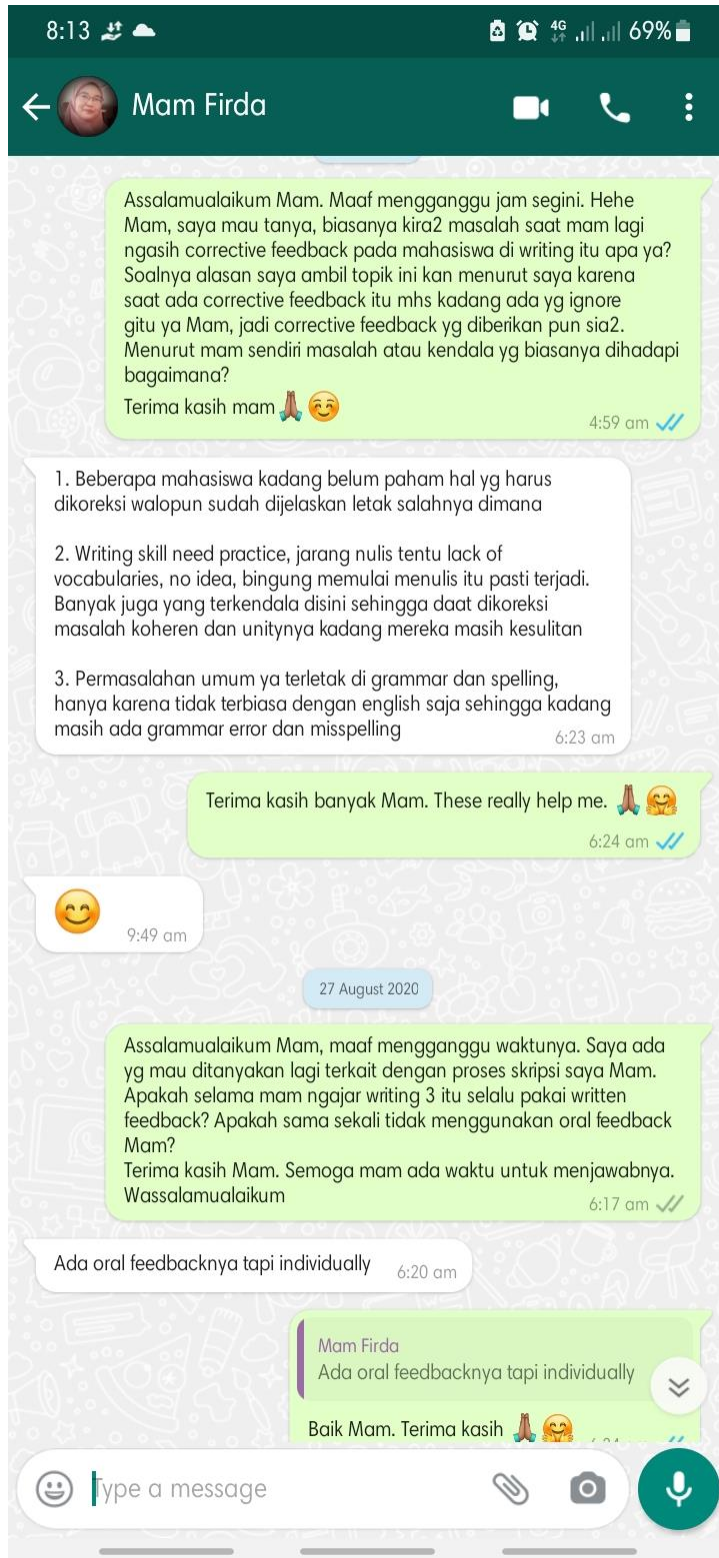 8:13
4G
69%
Mam Firda
Assalamualaikum Mam. Maaf mengganggu jam segini. Hehe
Mam, saya mau tanya, biasanya kira2 masalah saat mam lagi
ngasih corrective feedback pada mahasiswa di writing itu apa ya?
Soalnya alasan saya ambil topik ini kan menurut saya karena
saat ada corrective feedback itu mhs kadang ada yg ignore
gitu ya Mam, jadi corrective feedback yg diberikan pun sia2.
Menurut mam sendiri masalah atau kendala yg biasanya dihadapi
bagaimana?
Terima kasih mam🙏🏽☺️
4:59 am
1. Beberapa mahasiswa kadang belum paham hal yg harus
dikoreksi walopun sudah dijelaskan letak salahnya dimana
2. Writing skill need practice, jarang nulis tentu lack of
vocabularies, no idea, bingung memulai menulis itu pasti terjadi.
Banyak juga yang terkendala disini sehingga daat dikoreksi
masalah koheren dan unitynya kadang mereka masih kesulitan
3. Permasalahan umum ya terletak di grammar dan spelling,
hanya karena tidak terbiasa dengan english saja sehingga kadang
masih ada grammar error dan misspelling
6:23 am
Terima kasih banyak Mam. These really help me. 🙏🏽🤗
6:24 am
😊
9:49 am
27 August 2020
Assalamualaikum Mam, maaf mengganggu waktunya. Saya ada
yg mau ditanyakan lagi terkait dengan proses skripsi saya Mam.
Apakah selama mam ngajar writing 3 itu selalu pakai written
feedback? Apakah sama sekali tidak menggunakan oral feedback
Mam?
Terima kasih Mam. Semoga mam ada waktu untuk menjawabnya.
Wassalamualaikum
6:17 am
Ada oral feedbacknya tapi individually
6:20 am
Mam Firda
Ada oral feedbacknya tapi individually
Baik Mam. Terima kasih 🙏🏽🤗
Type a message